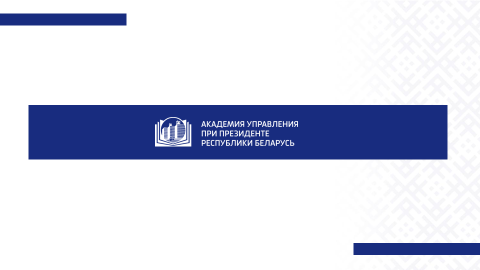 АКАДЕМИЯ УПРАВЛЕНИЯ
ПРИ ПРЕЗИДЕНТЕ
РЕСПУБЛИКИ БЕЛАРУСЬ